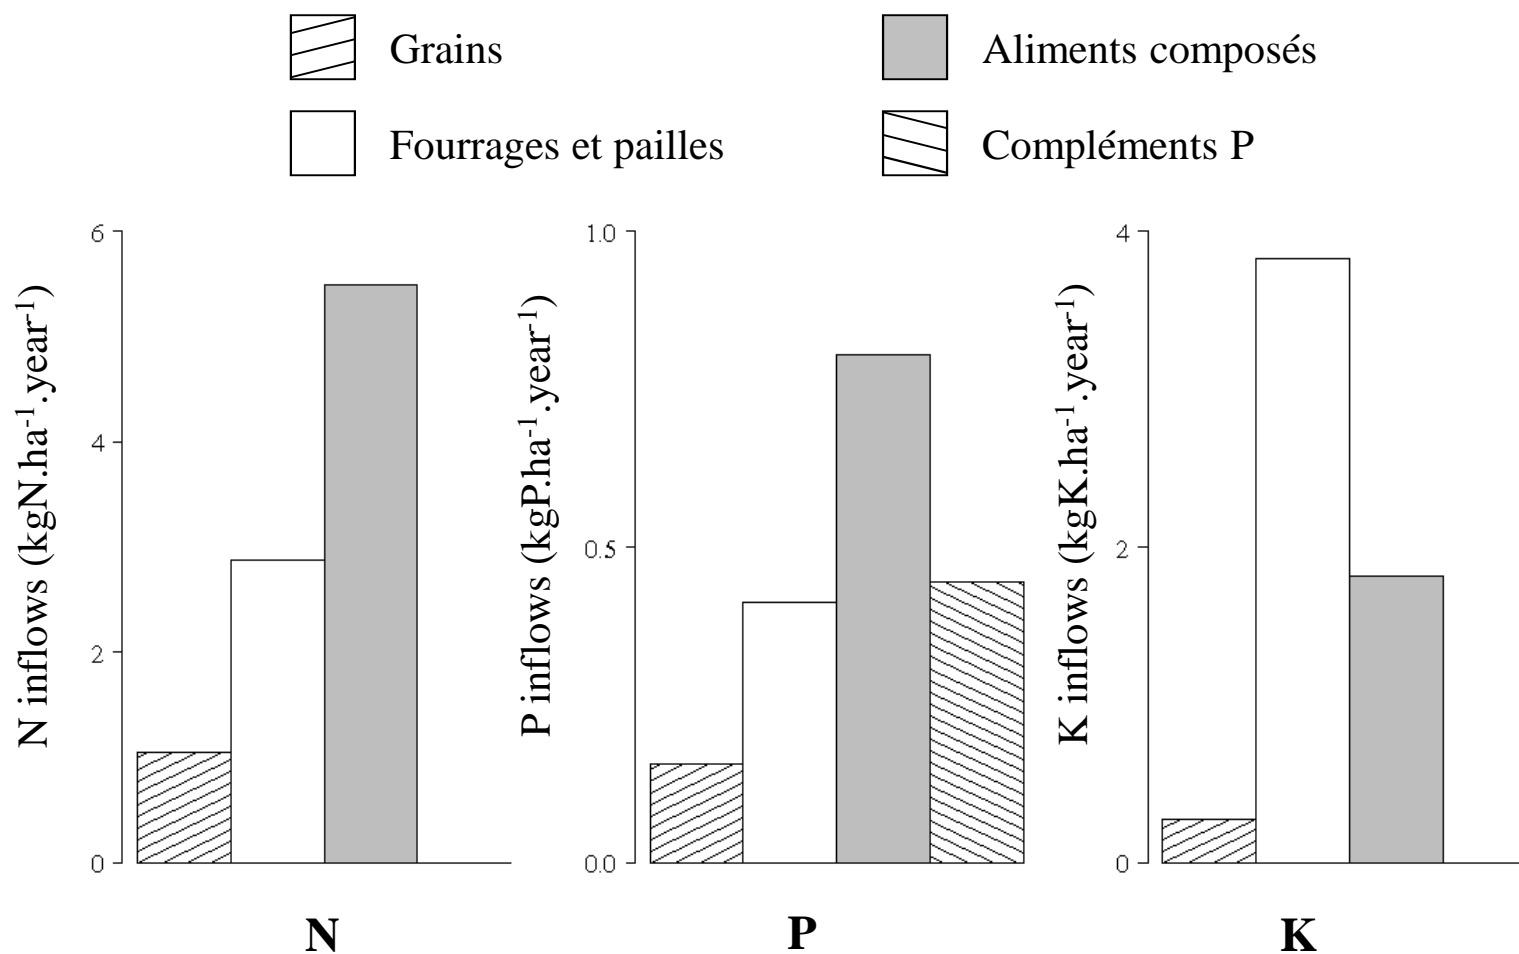 Grains
Aliments composés
Fourrages et pailles
Compléments P
N inflows (kgN.ha-1.year-1)
6
4
2
0
N
P inflows (kgP.ha-1.year-1)
1.0
0.5
0.0
P
K inflows (kgK.ha-1.year-1)
4
2
0
K